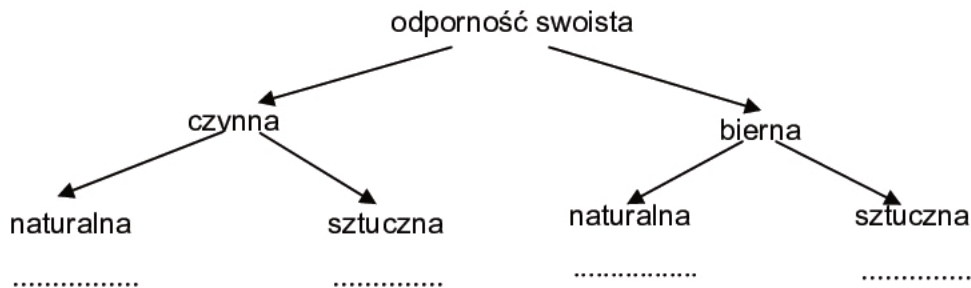 odporność swoista
czynna bierna
naturalna sztuczna naturalna sztuczna
................ .............. ................ ..............